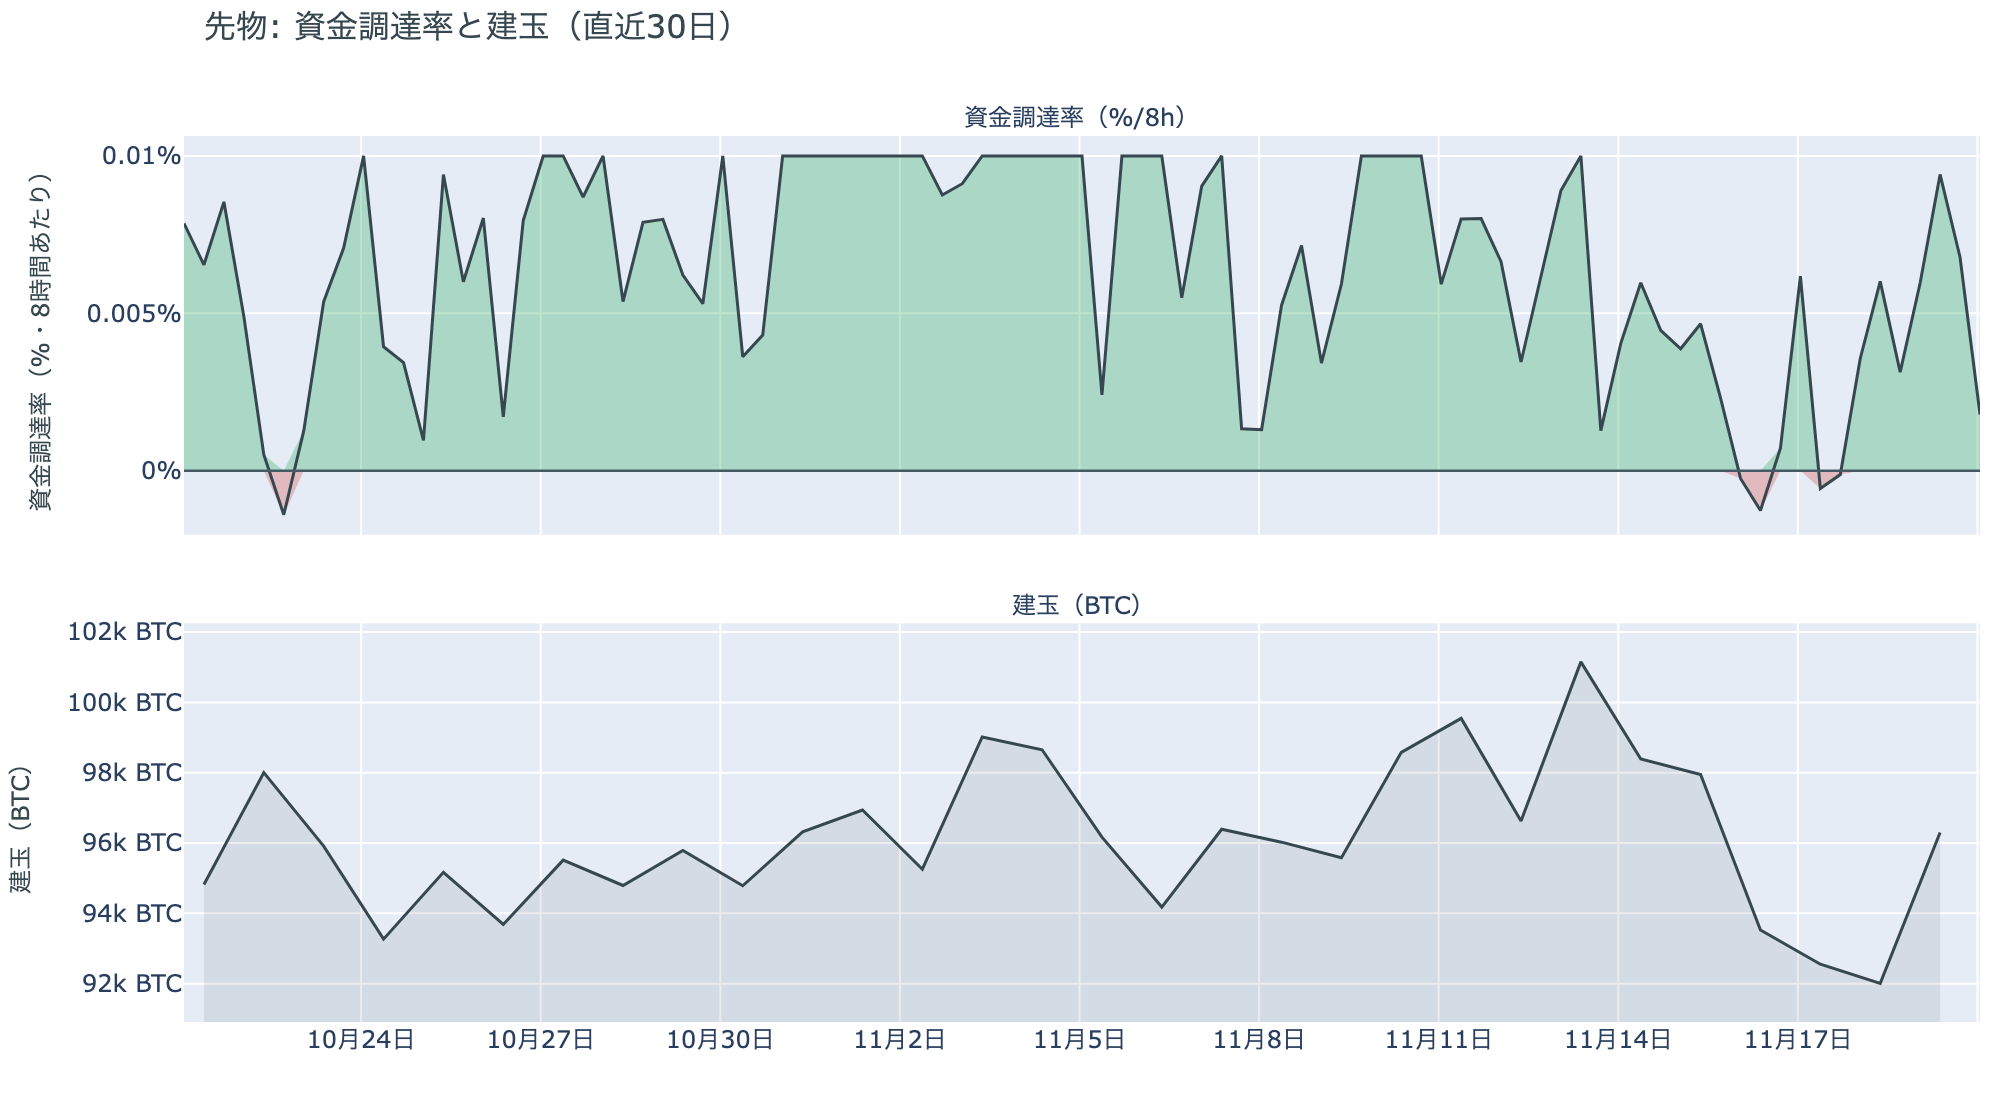 先物: 資金調達率と建玉（直近30日）
資金調達率（%/8h）
資金調達率（%・8時間あたり）
0.01%
0.005%
0%
建玉（BTC）
建玉（BTC）
102k BTC
100k BTC
98k BTC
96k BTC
94k BTC
92k BTC
10月24日
10月27日
10月30日
11月2日
11月5日
11月8日
11月11日
11月14日
11月17日